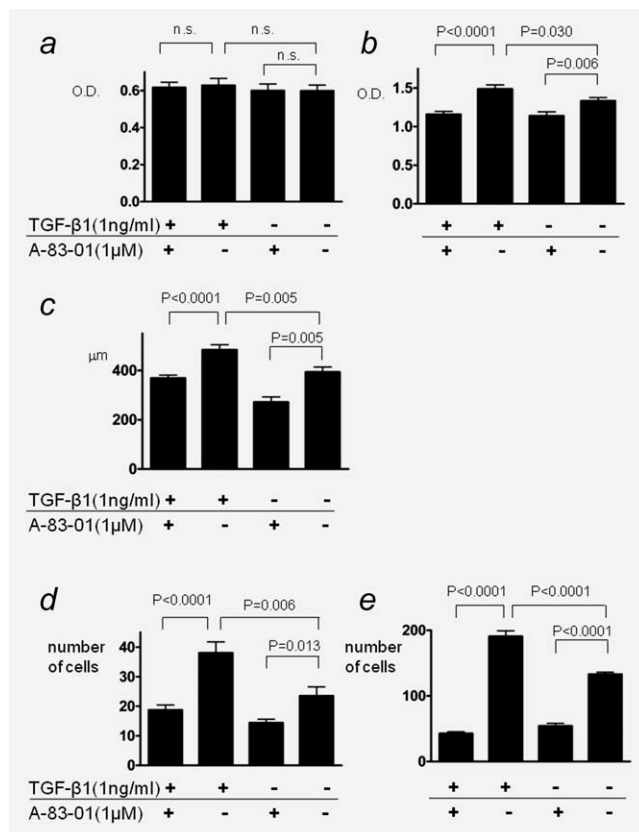 a
n.s.
n.s.
n.s.
O.D.
0.6
0.4
0.2
0.0
TGF-β1(1ng/ml) + + - -
A-83-01(1μM) + - + -
b
P<0.0001
P=0.030
P=0.006
O.D.
1.5
1.0
0.5
0.0
+ + - -
+ - + -
c
P<0.0001
P=0.005
P=0.005
μm
400
200
0
TGF-β1(1ng/ml) + + - -
A-83-01(1μM) + - + -
d
P<0.0001
P=0.006
P=0.013
number
of cells
40
30
20
10
0
TGF-β1(1ng/ml) + + - -
A-83-01(1μM) + - + -
e
P<0.0001
P<0.0001
P<0.0001
number
of cells
200
100
0
+ + - -
+ - + -